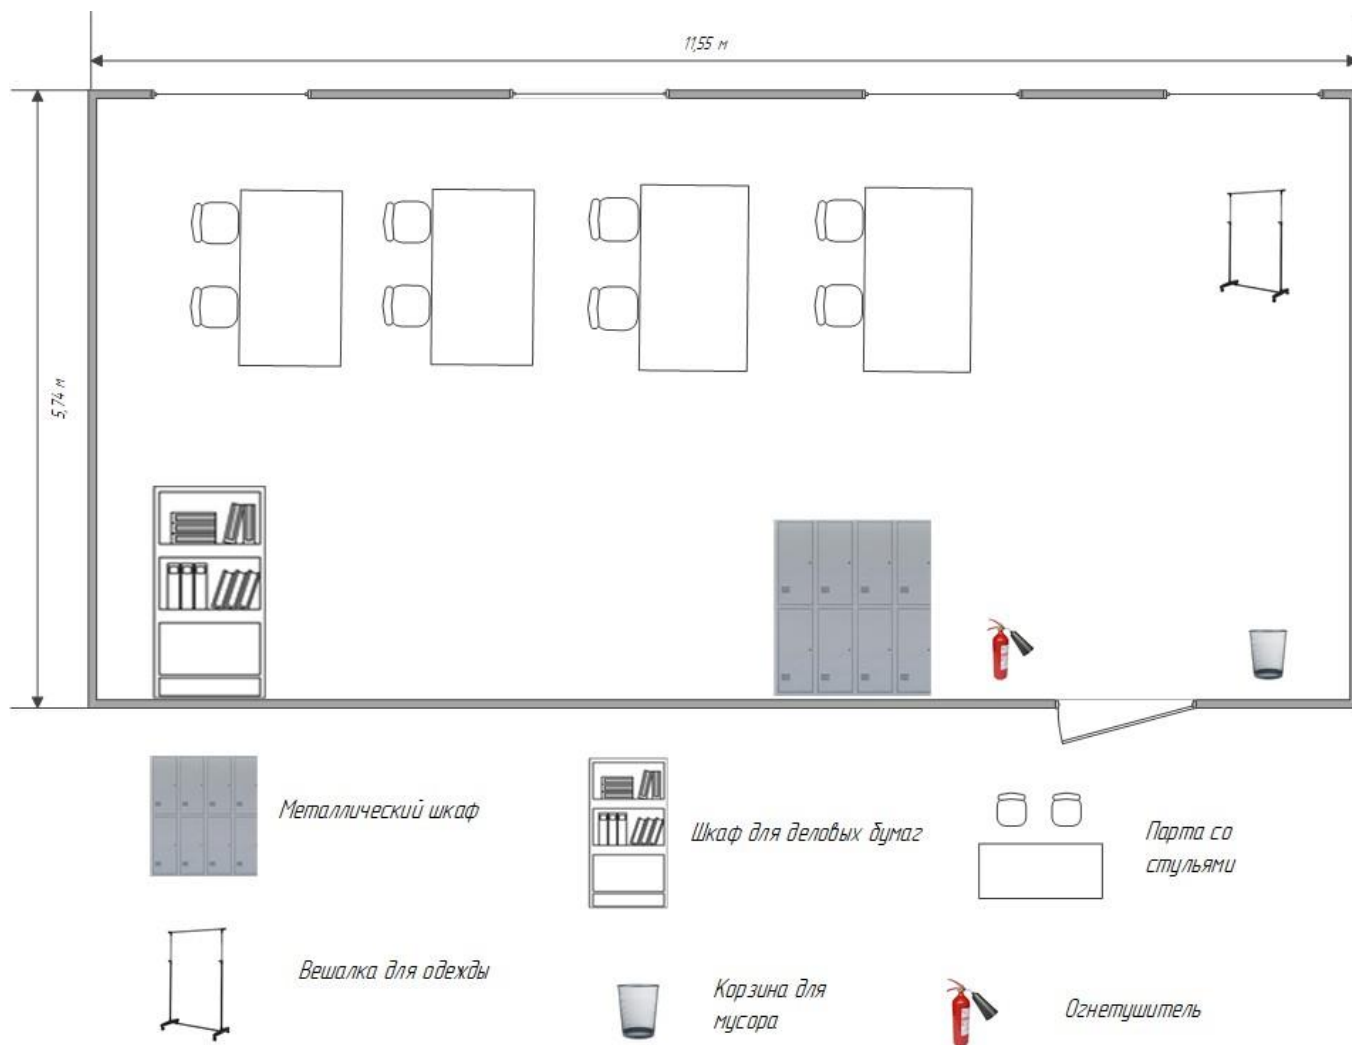 11,55 м
5,74 м
Металлический шкаф
Шкаф для деловых бумаг
Парта со
стульями
Вешалка для одежды
Корзина для
мусора
Огнетушитель